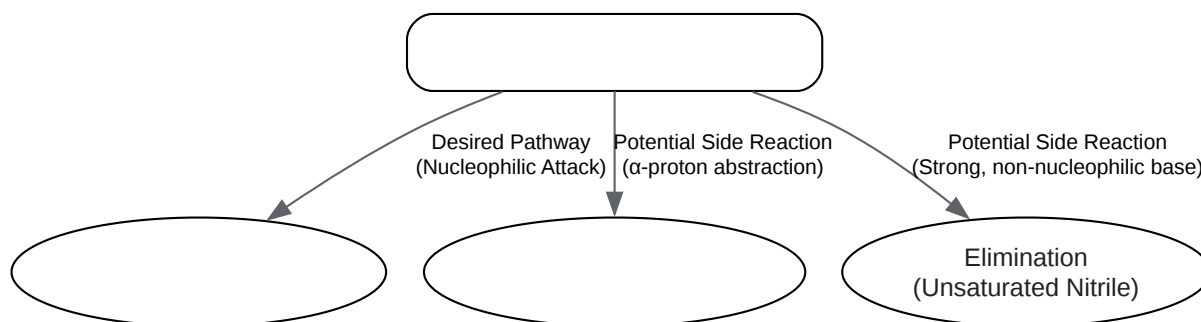 Desired Pathway
(Nucleophilic Attack)
Potential Side Reaction
(α-proton abstraction)
Potential Side Reaction
(Strong, non-nucleophilic base)
Elimination
(Unsaturated Nitrile)